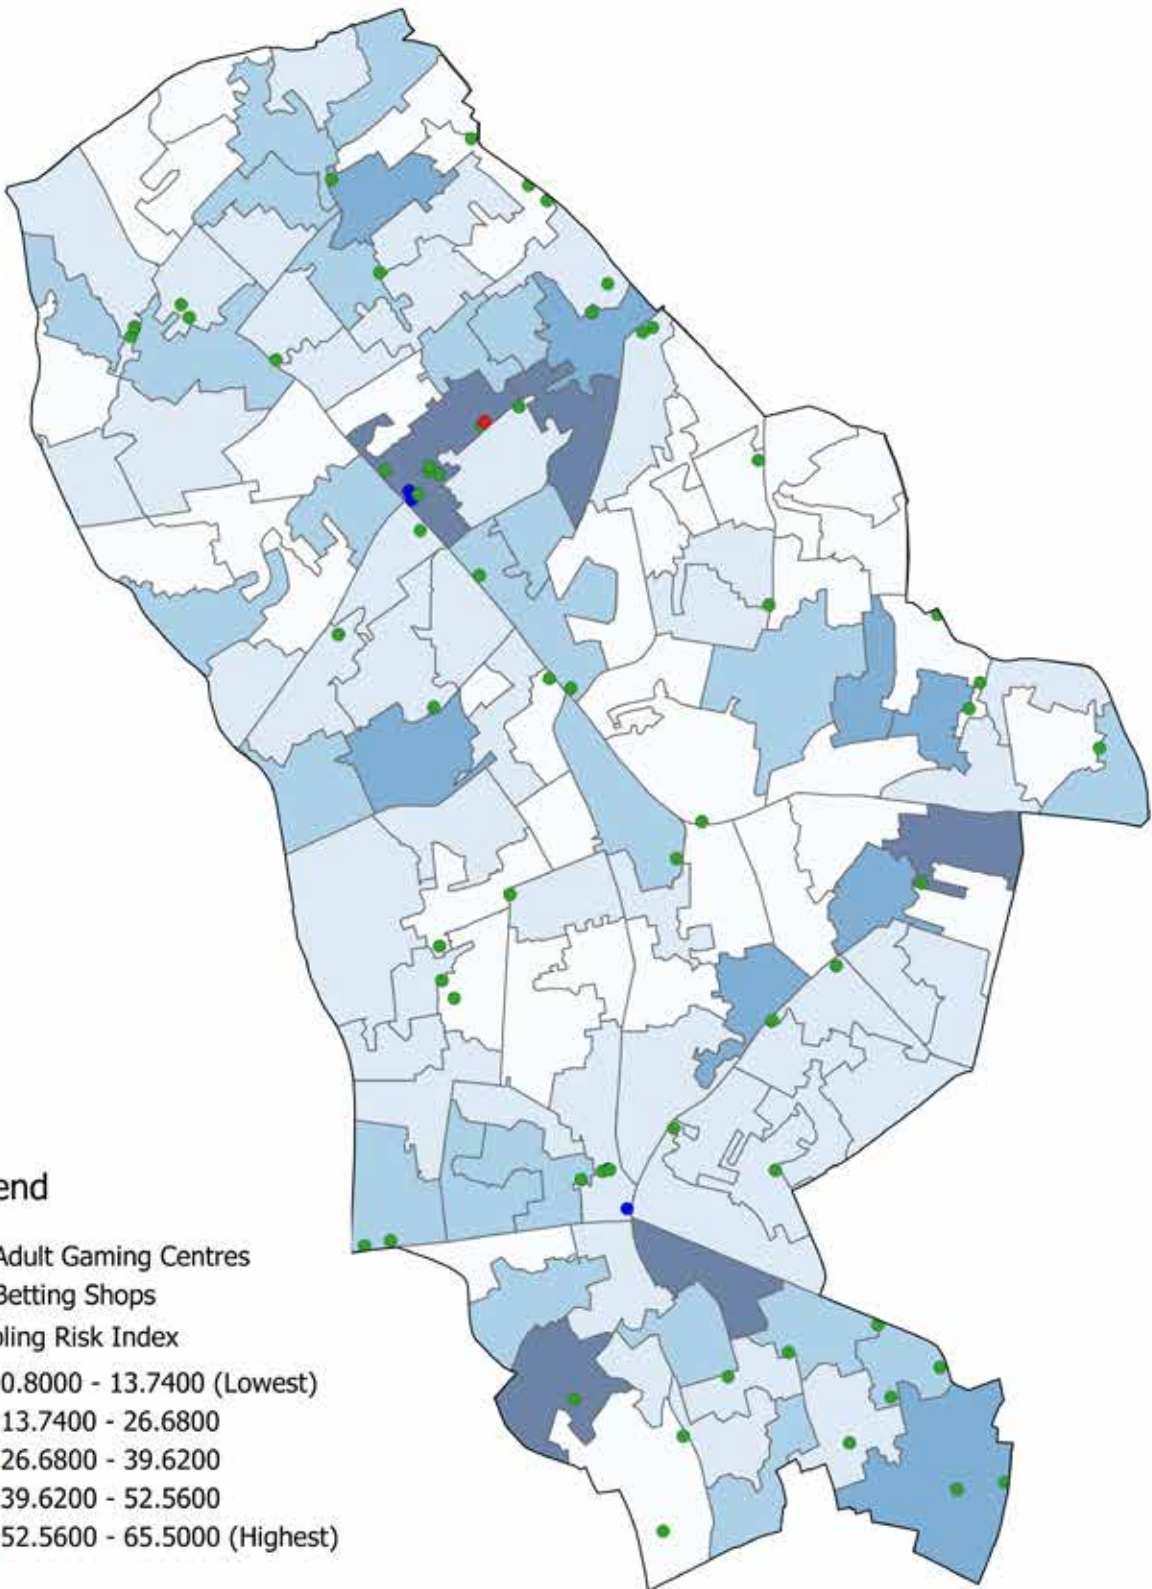 end
Adult Gaming Centres
Betting Shops
bling Risk Index
0.8000 - 13.7400 (Lowest)
13.7400 - 26.6800
26.6800 - 39.6200
39.6200 - 52.5600
52.5600 - 65.5000 (Highest)